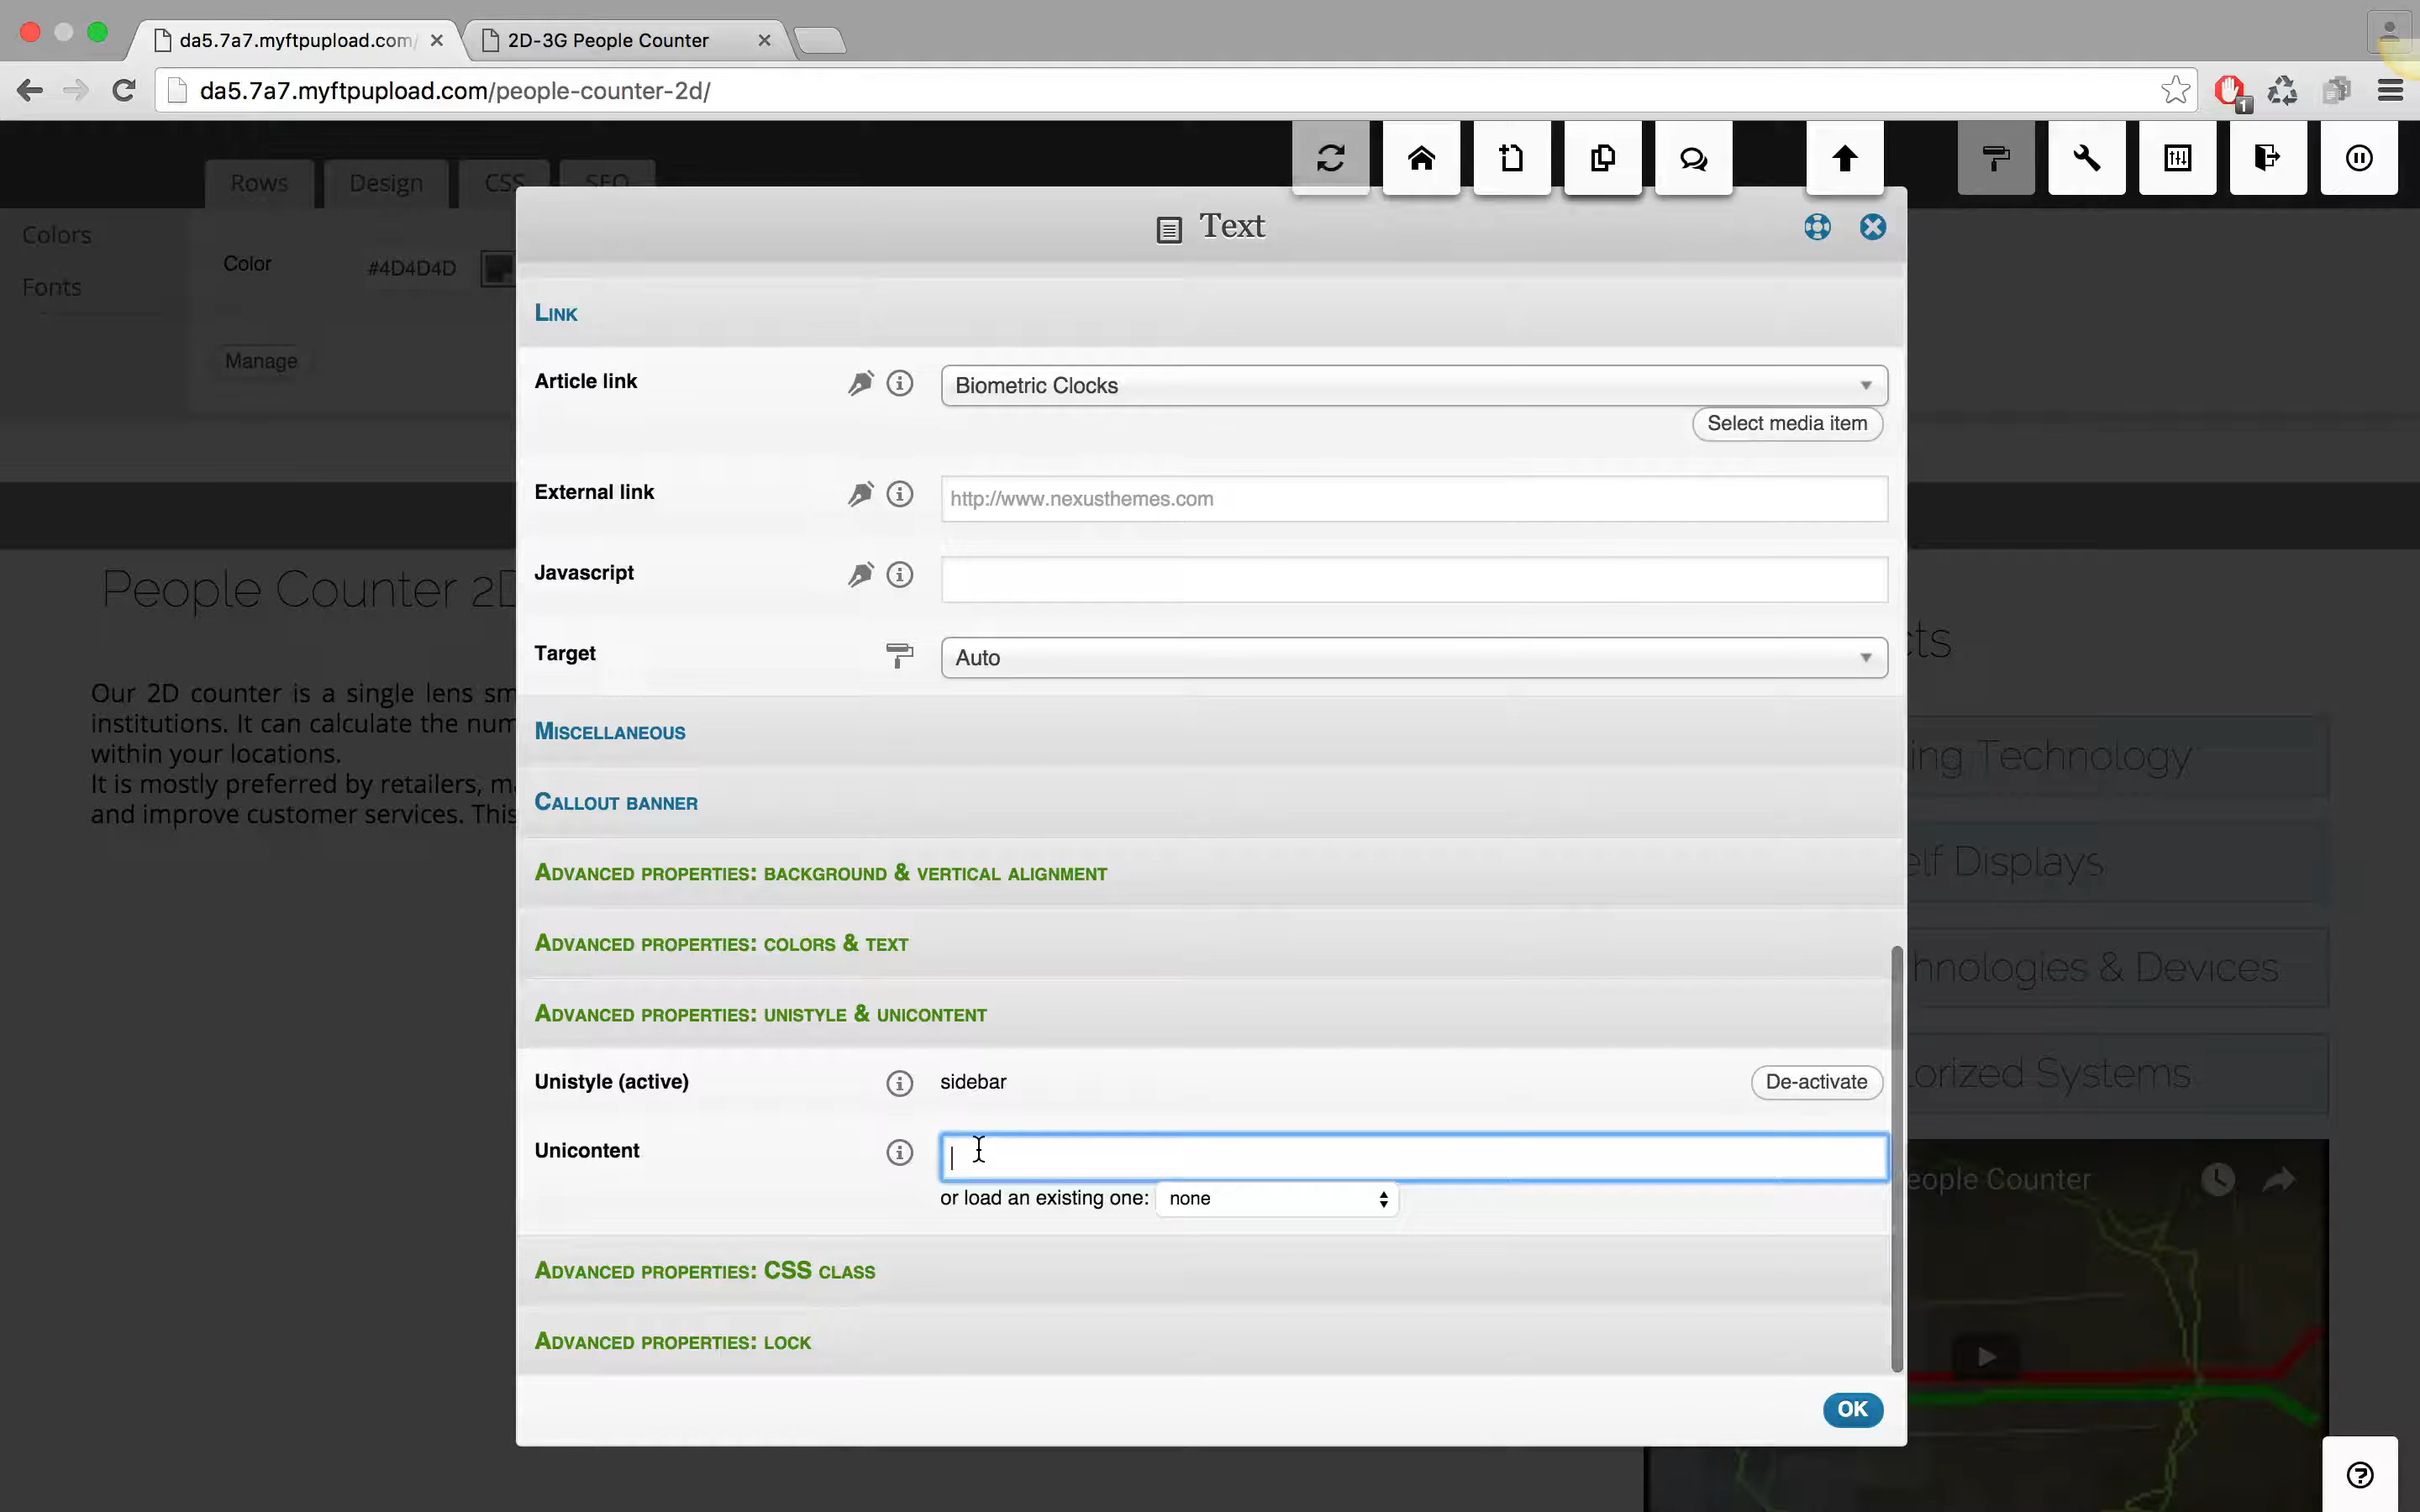 da5.7a7.myftpupload.com/
2D-3G People Counter
da5.7a7.myftpupload.com/people-counter-2d/
1
Rows
Design
CSS
SEO
Colors
Fonts
Color
#4D4D4D
Manage
Text
Link
Article link
Biometric Clocks
Select media item
External link
http://www.nexusthemes.com
Javascript
Target
Auto
Miscellaneous
Callout banner
Advanced properties: background & vertical alignment
Advanced properties: colors & text
Advanced properties: unistyle & unicontent
Unistyle (active)
sidebar
De-activate
Unicontent
or load an existing one:
none
Advanced properties: CSS class
Advanced properties: lock
OK
People Counter 2D
Our 2D counter is a single lens sm
institutions. It can calculate the num
within your locations.
It is mostly preferred by retailers, m
and improve customer services. This
cts
ing Technology
elf Displays
hnologies & Devices
orized Systems
eople Counter